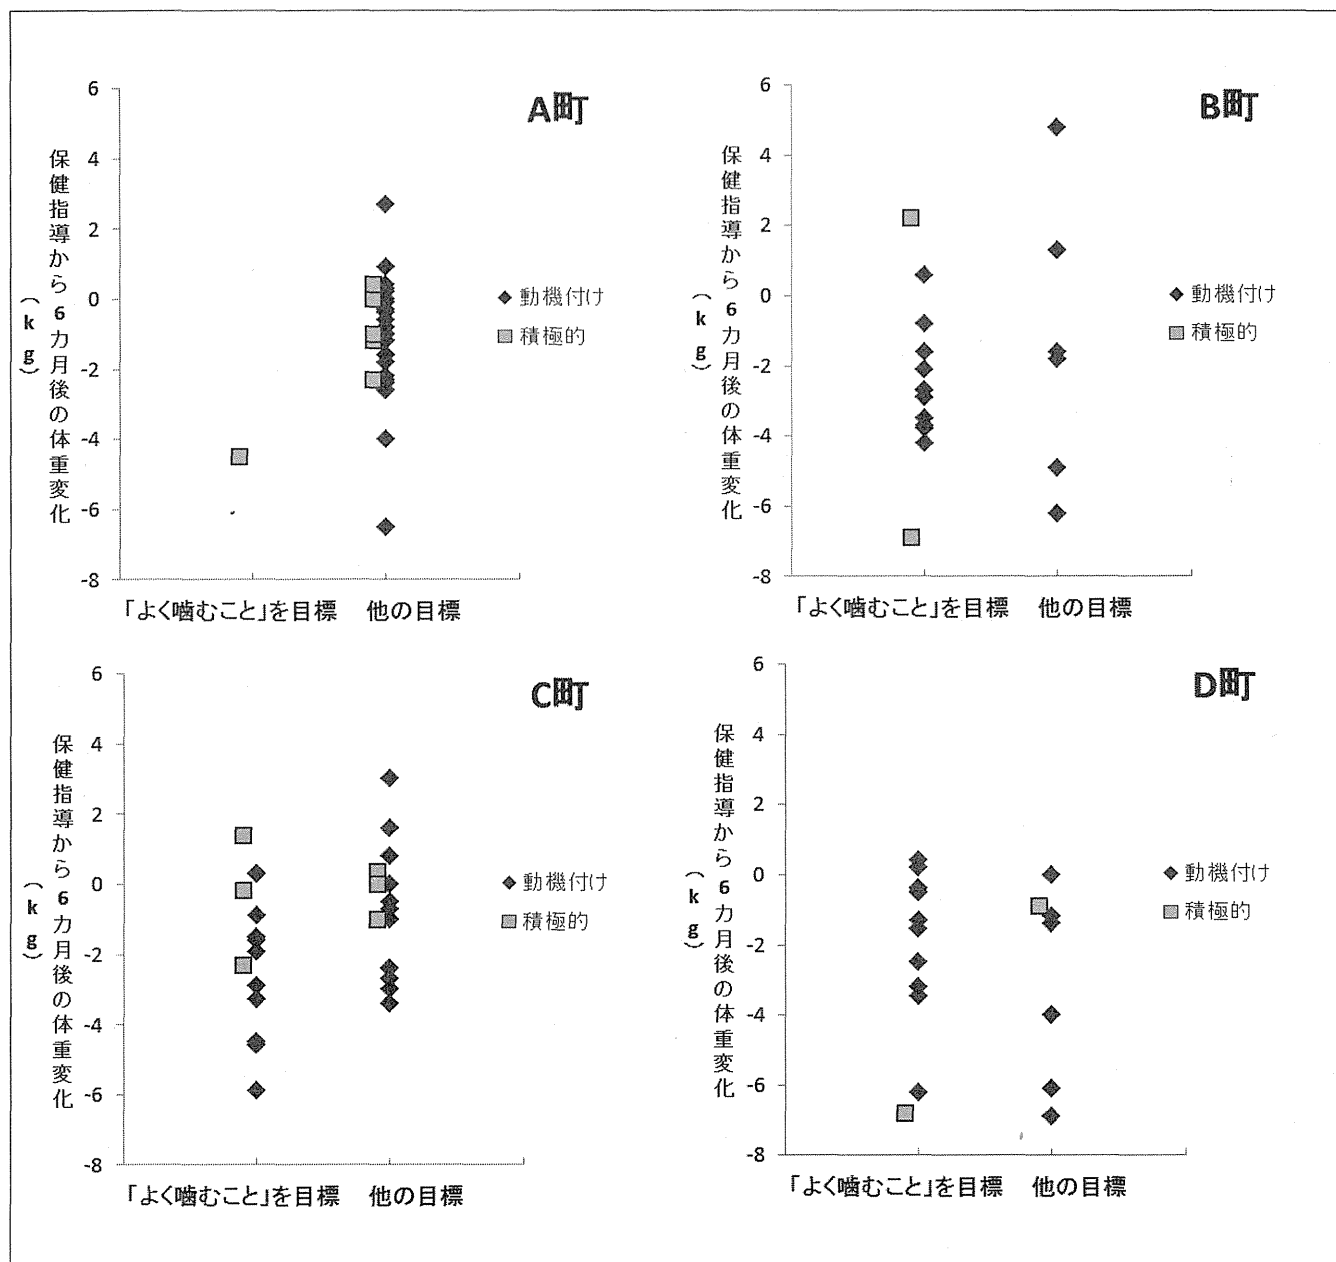 A町
保健指導から6カ月後の体重変化
（kg）
6
4
2
0
-2
-4
-6
-8
動機付け
積極的
「よく噛むこと」を目標 他の目標
B町
保健指導から6カ月後の体重変化
（kg）
6
4
2
0
-2
-4
-6
-8
動機付け
積極的
「よく噛むこと」を目標 他の目標
C町
保健指導から6カ月後の体重変化
（kg）
6
4
2
0
-2
-4
-6
-8
動機付け
積極的
「よく噛むこと」を目標 他の目標
D町
保健指導から6カ月後の体重変化
（kg）
6
4
2
0
-2
-4
-6
-8
動機付け
積極的
「よく噛むこと」を目標 他の目標